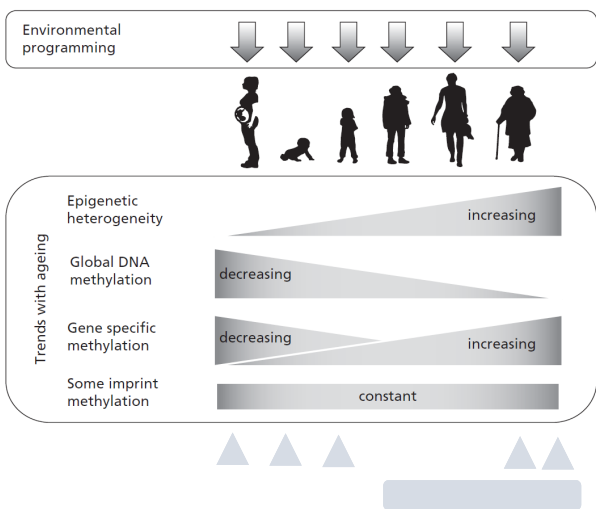 Environmental
programming
Epigenetic
heterogeneity
increasing
Global DNA
methylation
decreasing
Gene specific
methylation
decreasing
increasing
Some imprint
methylation
constant
Trends with ageing